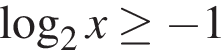 log₂ x ≥ −1